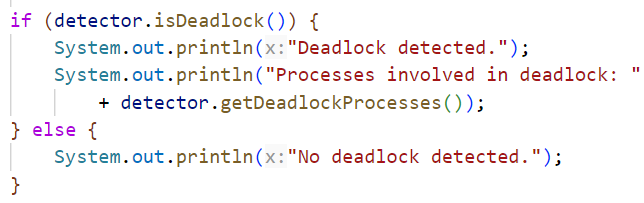 if (detector.isDeadlock()) {
    System.out.println(x:"Deadlock detected.");
    System.out.println("Processes involved in deadlock: "
        + detector.getDeadlockProcesses());
} else {
    System.out.println(x:"No deadlock detected.");
}